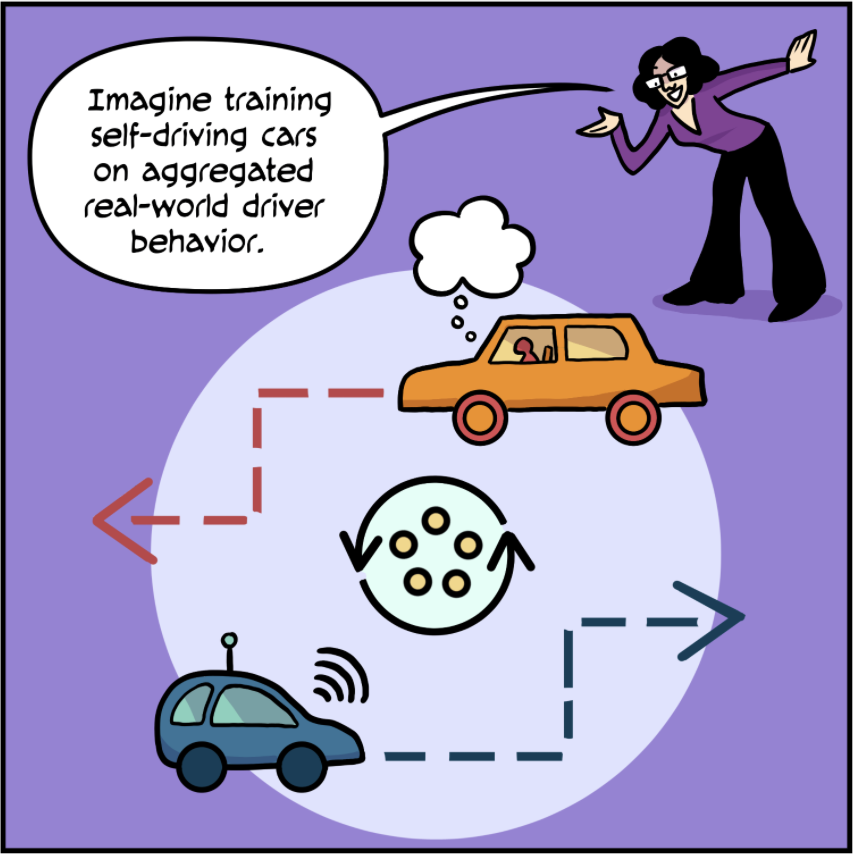 Imagine training
self-driving cars
on aggregated
real-world driver
behavior.